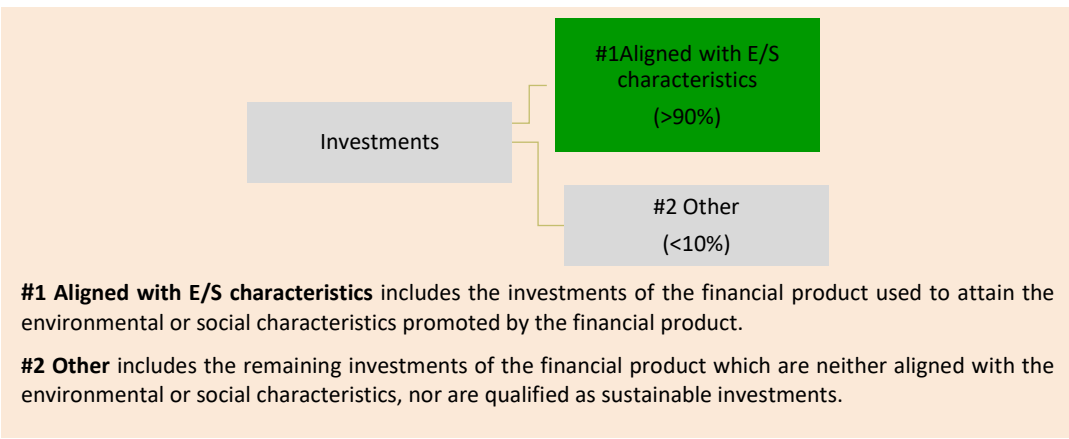 #1Aligned with E/S
characteristics
(>90%)
Investments
#2 Other
(<10%)
#1 Aligned with E/S characteristics includes the investments of the financial product used to attain the
environmental or social characteristics promoted by the financial product.
#2 Other includes the remaining investments of the financial product which are neither aligned with the
environmental or social characteristics, nor are qualified as sustainable investments.